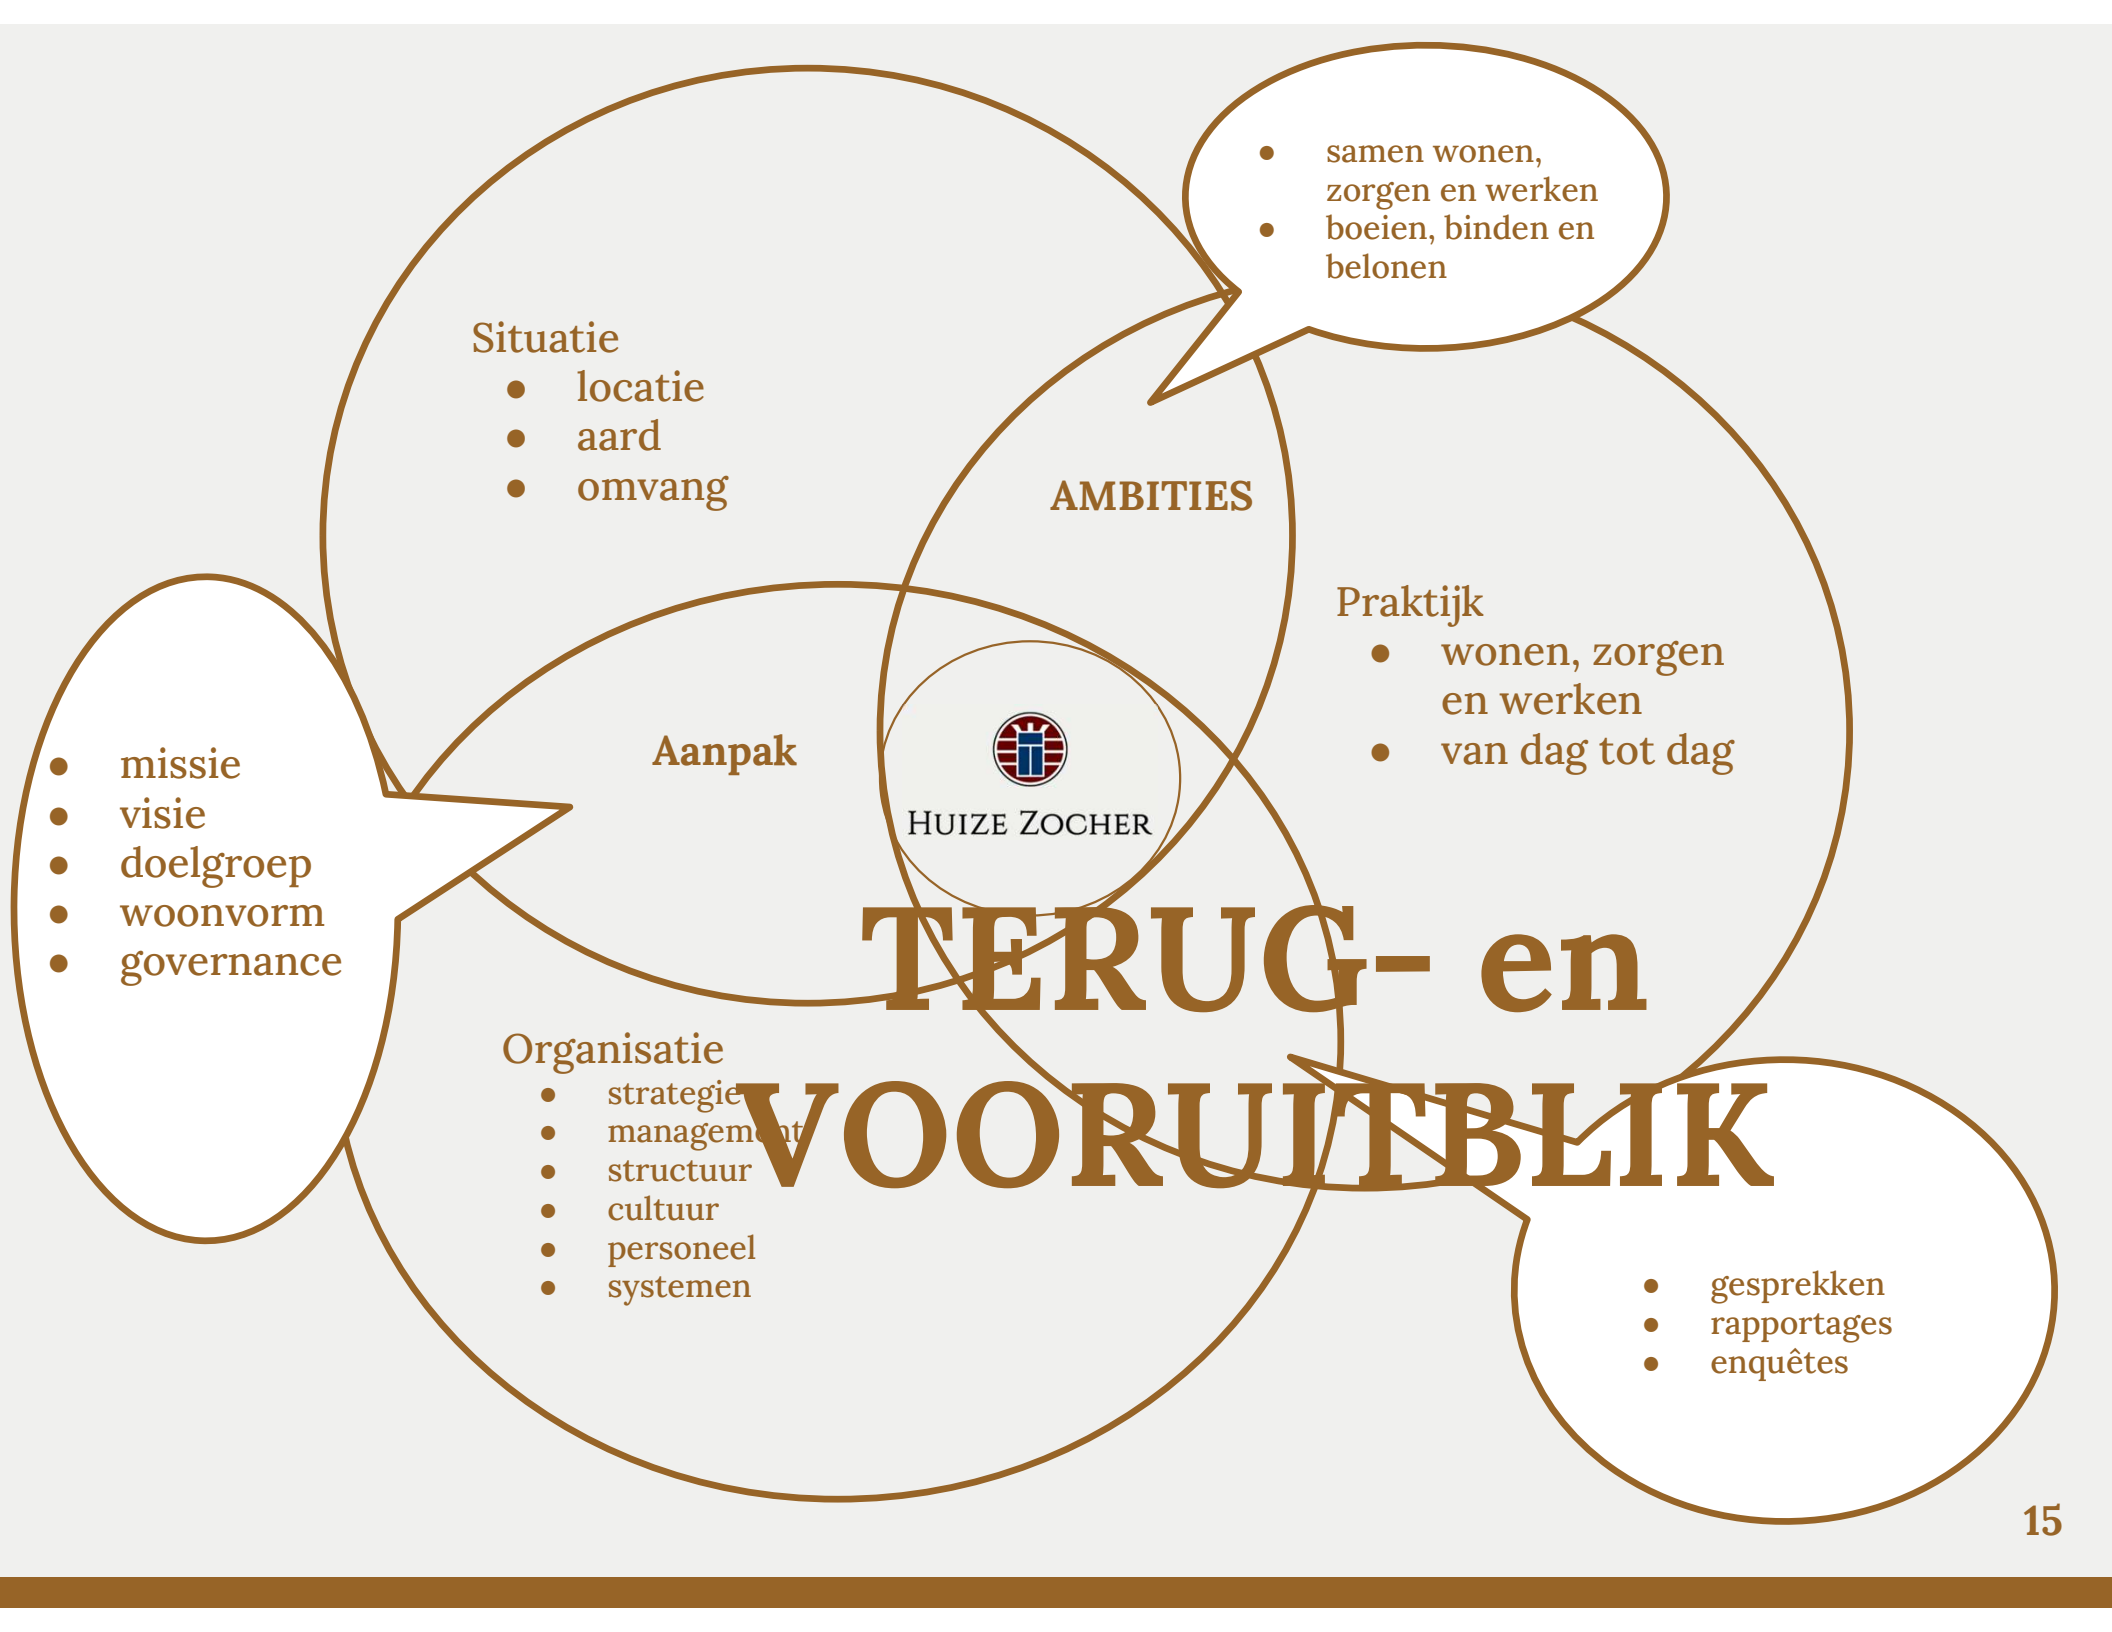 ● samen wonen,
zorgen en werken
● boeien, binden en
belonen
Situatie
● locatie
● aard
● omvang
AMBITIES
Praktijk
● wonen, zorgen
en werken
● van dag tot dag
Aanpak
HUIZE ZOCHER
● missie
● visie
● doelgroep
● woonvorm
● governance
TERUG- en
VOORUITBLIK
Organisatie
● strategie
● management
● structuur
● cultuur
● personeel
● systemen
● gesprekken
● rapportages
● enquêtes
15